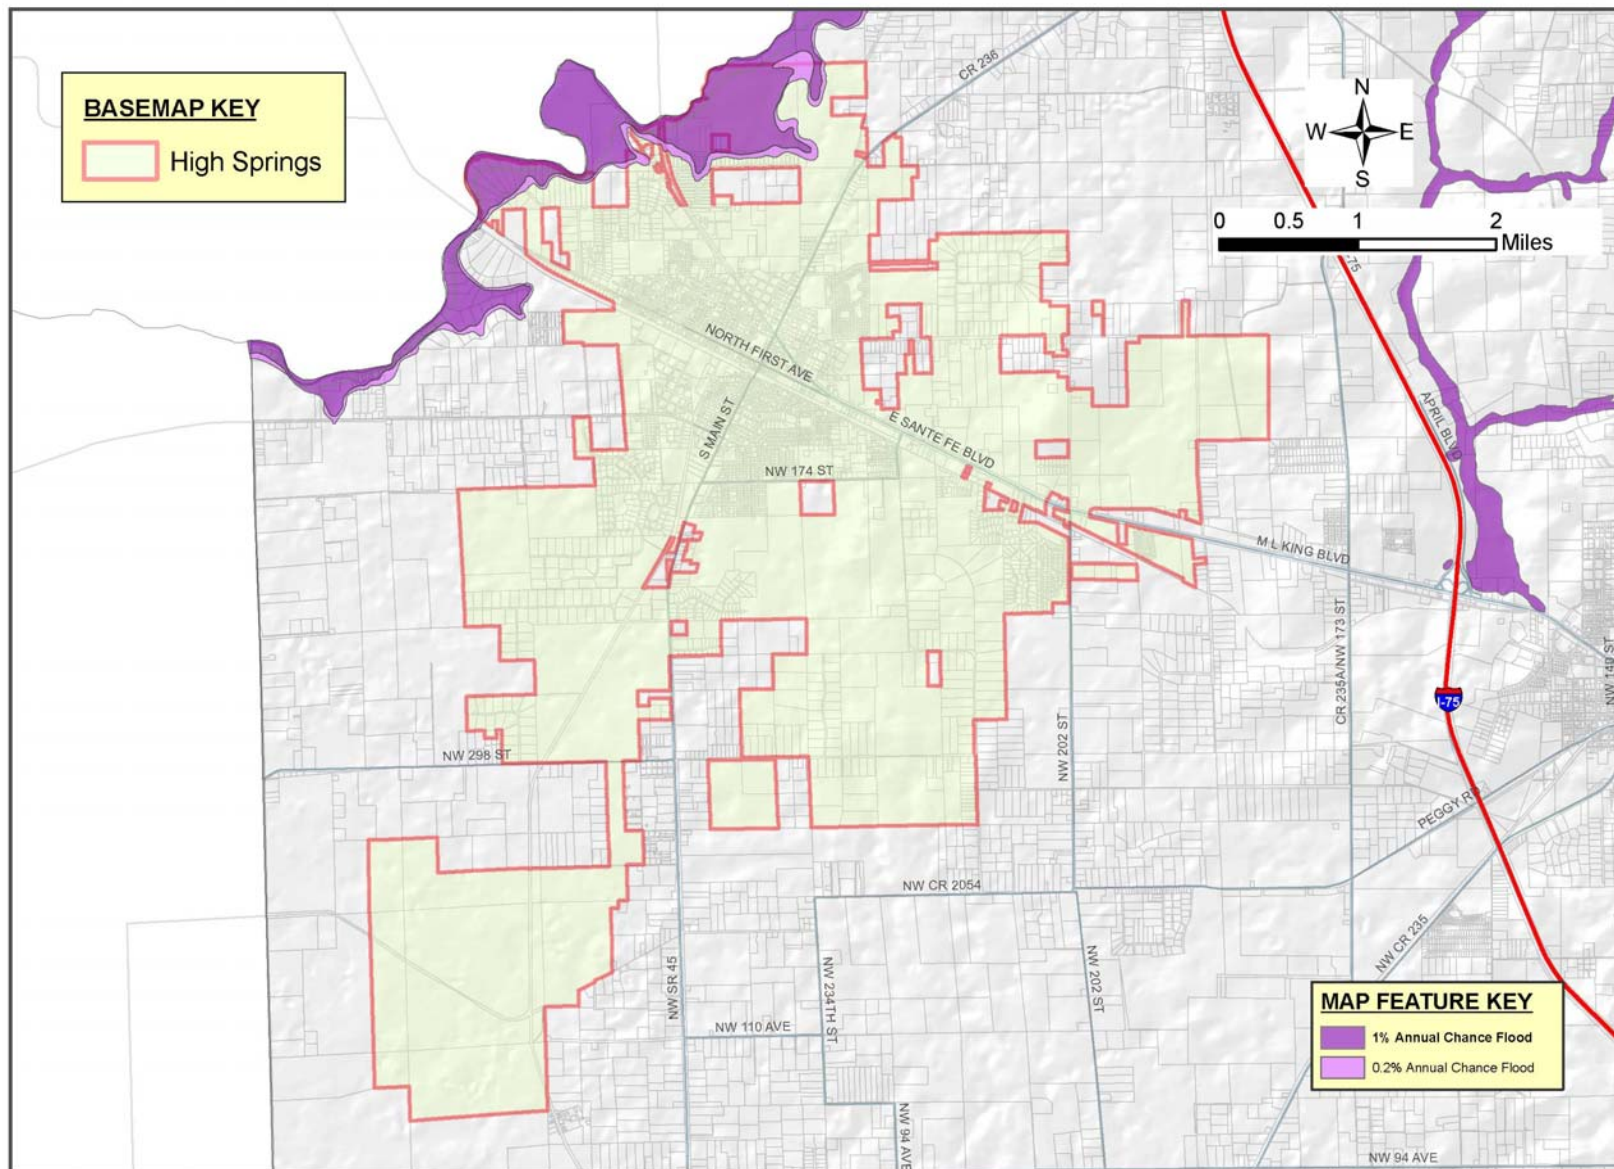 BASEMAP KEY
High Springs
CR 236
N
W E
S
0 0.5 1 2
Miles
-75
NORTH FIRST AVE
S MAIN ST
E SANTE FE BLVD
APRIL BLVD
NW 174 ST
M L KING BLVD
CR 235A/NW 173 ST
NW 149 ST
I-75
NW 298 ST
NW 202 ST
PEGGY RD
NW CR 2054
NW CR 235
NW SR 45
NW 234TH ST
NW 202 ST
NW 110 AVE
MAP FEATURE KEY
1% Annual Chance Flood
0.2% Annual Chance Flood
NW 94 AVE
NW 94 AVE